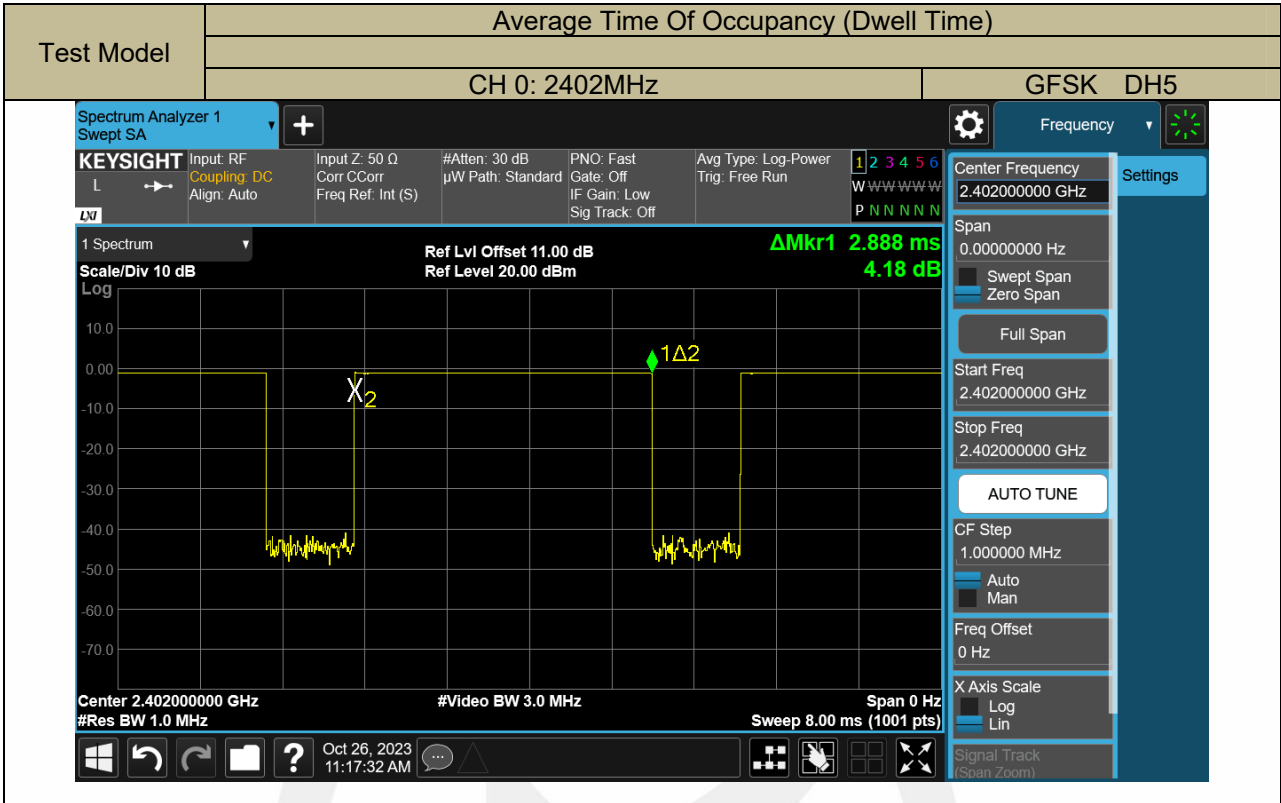 Test Model
Average Time Of Occupancy (Dwell Time)
CH 0: 2402MHz
GFSK DH5
Spectrum Analyzer 1
Swept SA
Frequency
KEYSIGHT
L
LXI
Input: RF
Coupling: DC
Align: Auto
Input Z: 50 Ω
Corr CCorr
Freq Ref: Int (S)
#Atten: 30 dB
µW Path: Standard
PNO: Fast
Gate: Off
IF Gain: Low
Sig Track: Off
Avg Type: Log-Power
Trig: Free Run
1 2 3 4 5 6
W W W W W W
P N N N N N
1 Spectrum
Scale/Div 10 dB
Log
Ref Lvl Offset 11.00 dB
Ref Level 20.00 dBm
ΔMkr1 2.888 ms
4.18 dB
10.0
0.00
-10.0
-20.0
-30.0
-40.0
-50.0
-60.0
-70.0
X2
1Δ2
Center 2.402000000 GHz
#Res BW 1.0 MHz
#Video BW 3.0 MHz
Span 0 Hz
Sweep 8.00 ms (1001 pts)
Oct 26, 2023
11:17:32 AM
Center Frequency
2.402000000 GHz
Settings
Span
0.00000000 Hz
Swept Span
Zero Span
Full Span
Start Freq
2.402000000 GHz
Stop Freq
2.402000000 GHz
AUTO TUNE
CF Step
1.000000 MHz
Auto
Man
Freq Offset
0 Hz
X Axis Scale
Log
Lin
Signal Track
(Span Zoom)